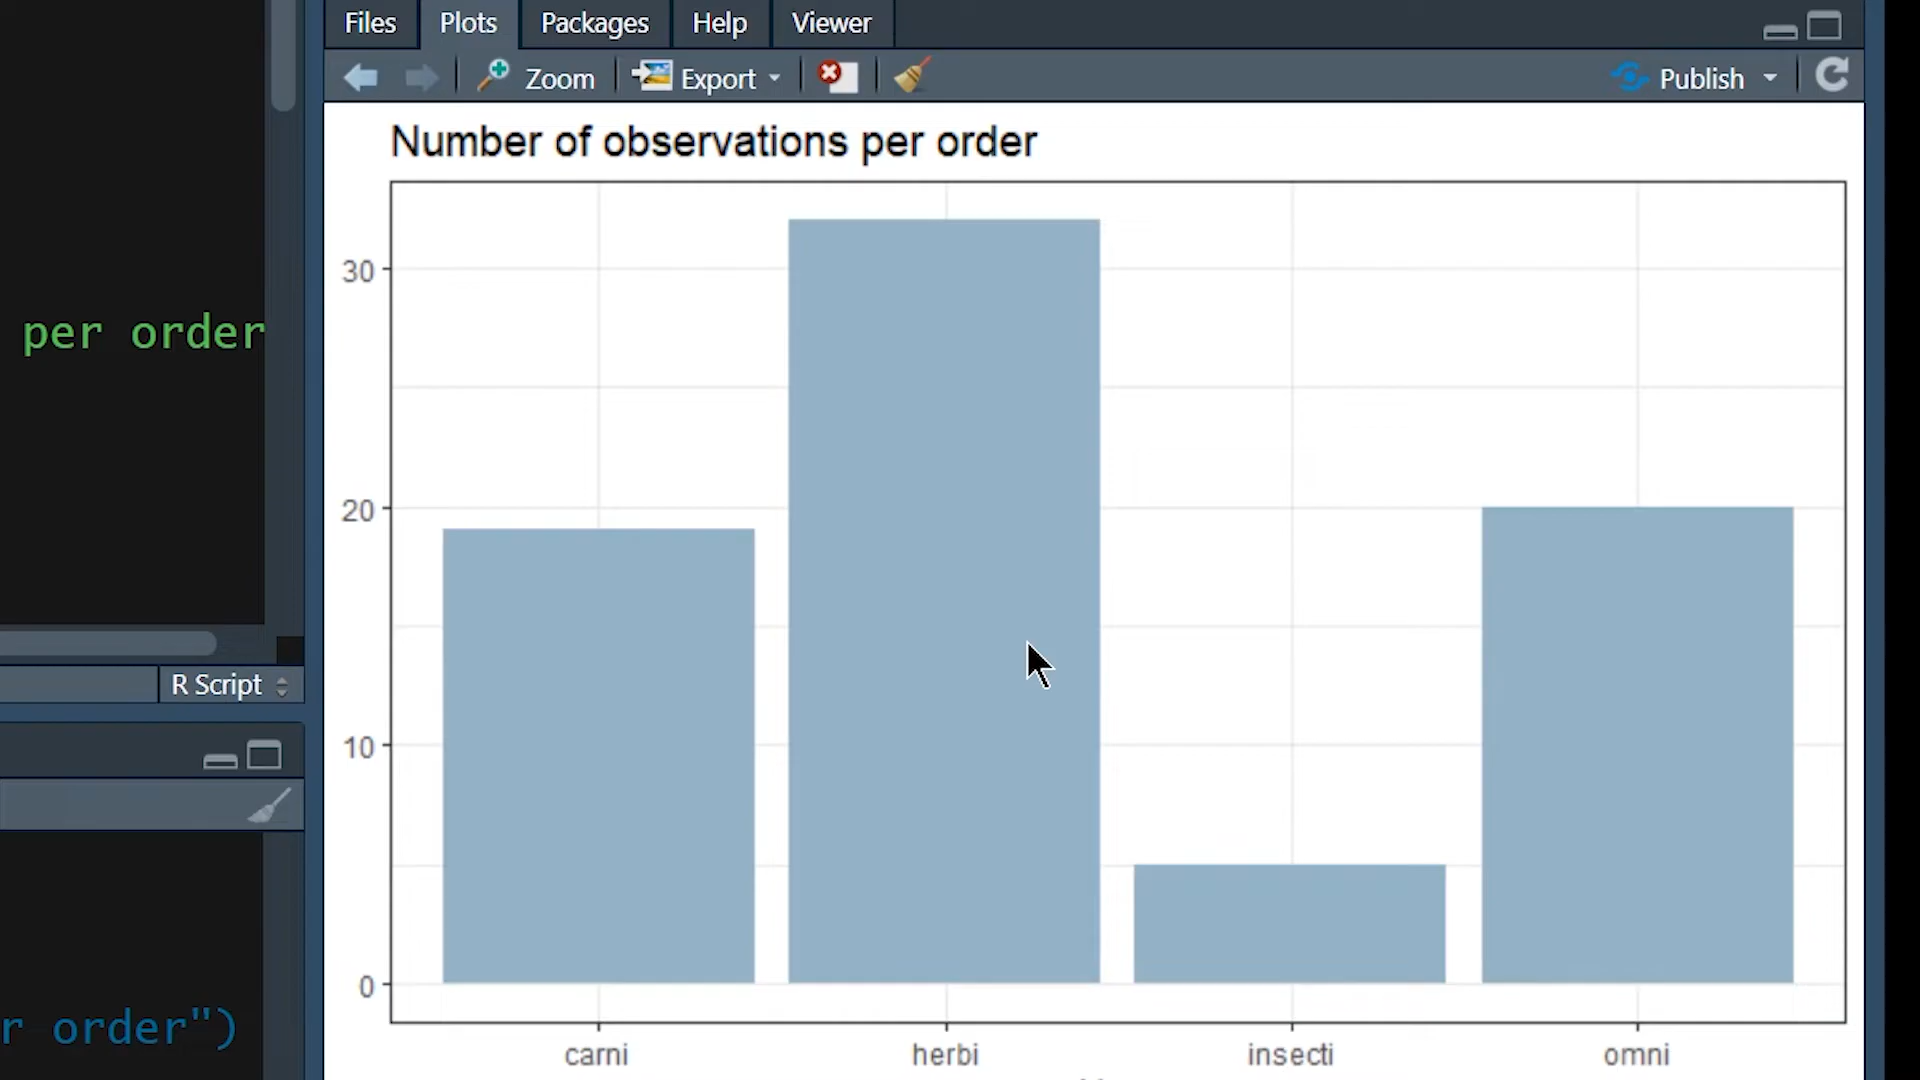 Files Plots Packages Help Viewer
Zoom Export Publish
Number of observations per order
30
20
10
0
carni herbi insecti omni
per order
R Script
r order")